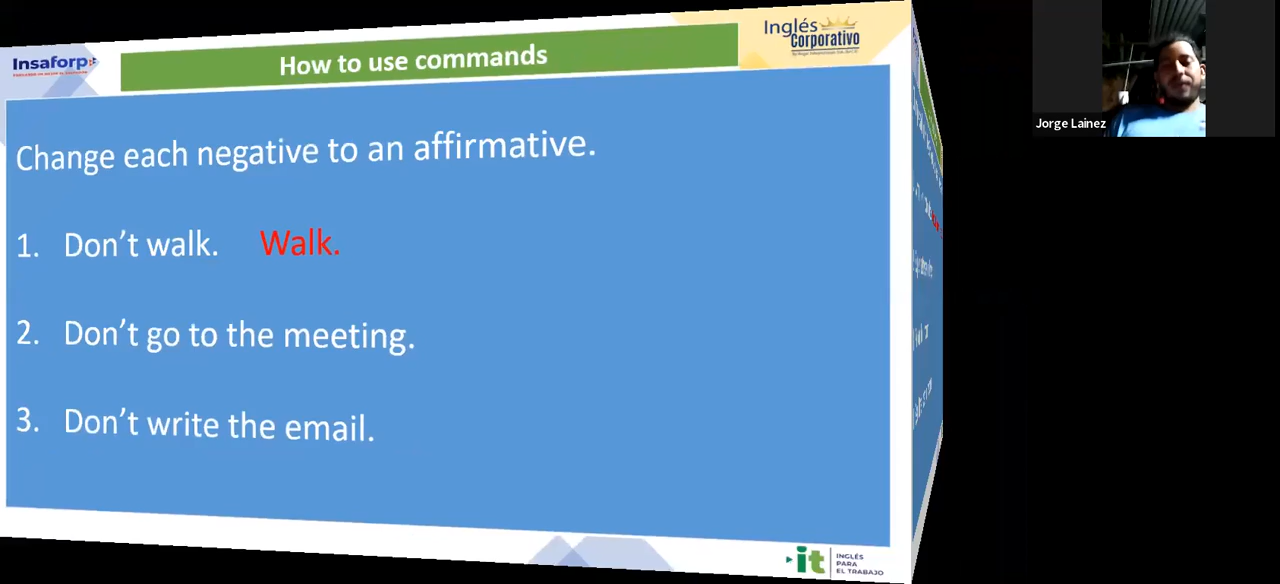 Insaforp
How to use commands
Inglés
Corporativo
Change each negative to an affirmative.
1. Don’t walk. Walk.
2. Don’t go to the meeting.
3. Don’t write the email.
it
INGLÉS
PARA
EL TRABAJO
Jorge Lainez